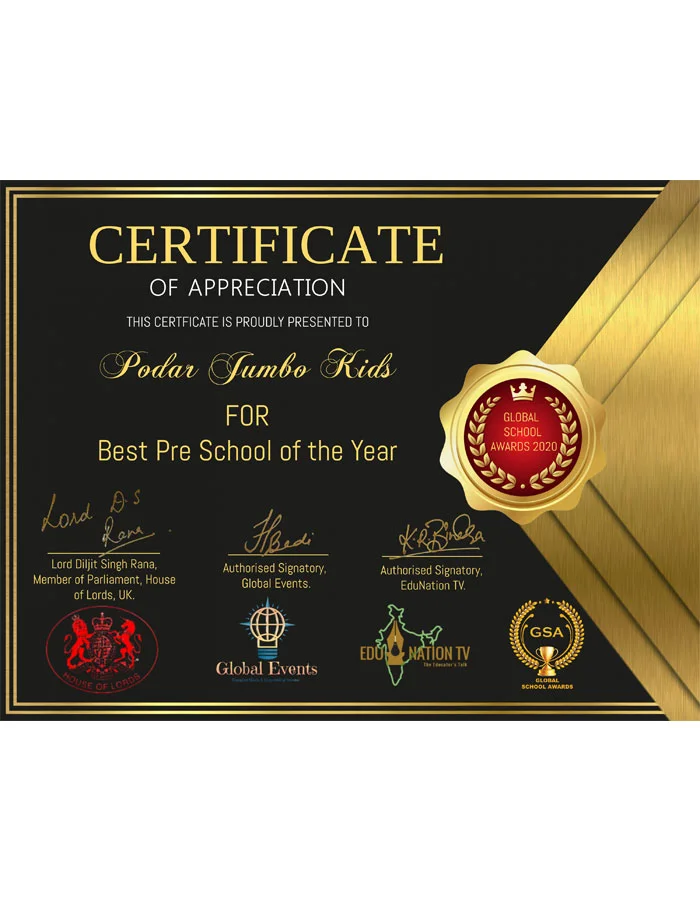 CERTIFICATE
OF APPRECIATION
THIS CERTFICATE IS PROUDLY PRESENTED TO
Podar Jumbo Kids
FOR
Best Pre School of the Year
GLOBAL
SCHOOL
AWARDS 2020
Lord D.S
Rana
Lord Diljit Singh Rana,
Member of Parliament, House
of Lords, UK.
Authorised Signatory,
Global Events.
Authorised Signatory,
EduNation TV.
HOUSE OF LORDS
Global Events
EDU NATION TV
The Educator's Talk
GSA
GLOBAL
SCHOOL AWARDS